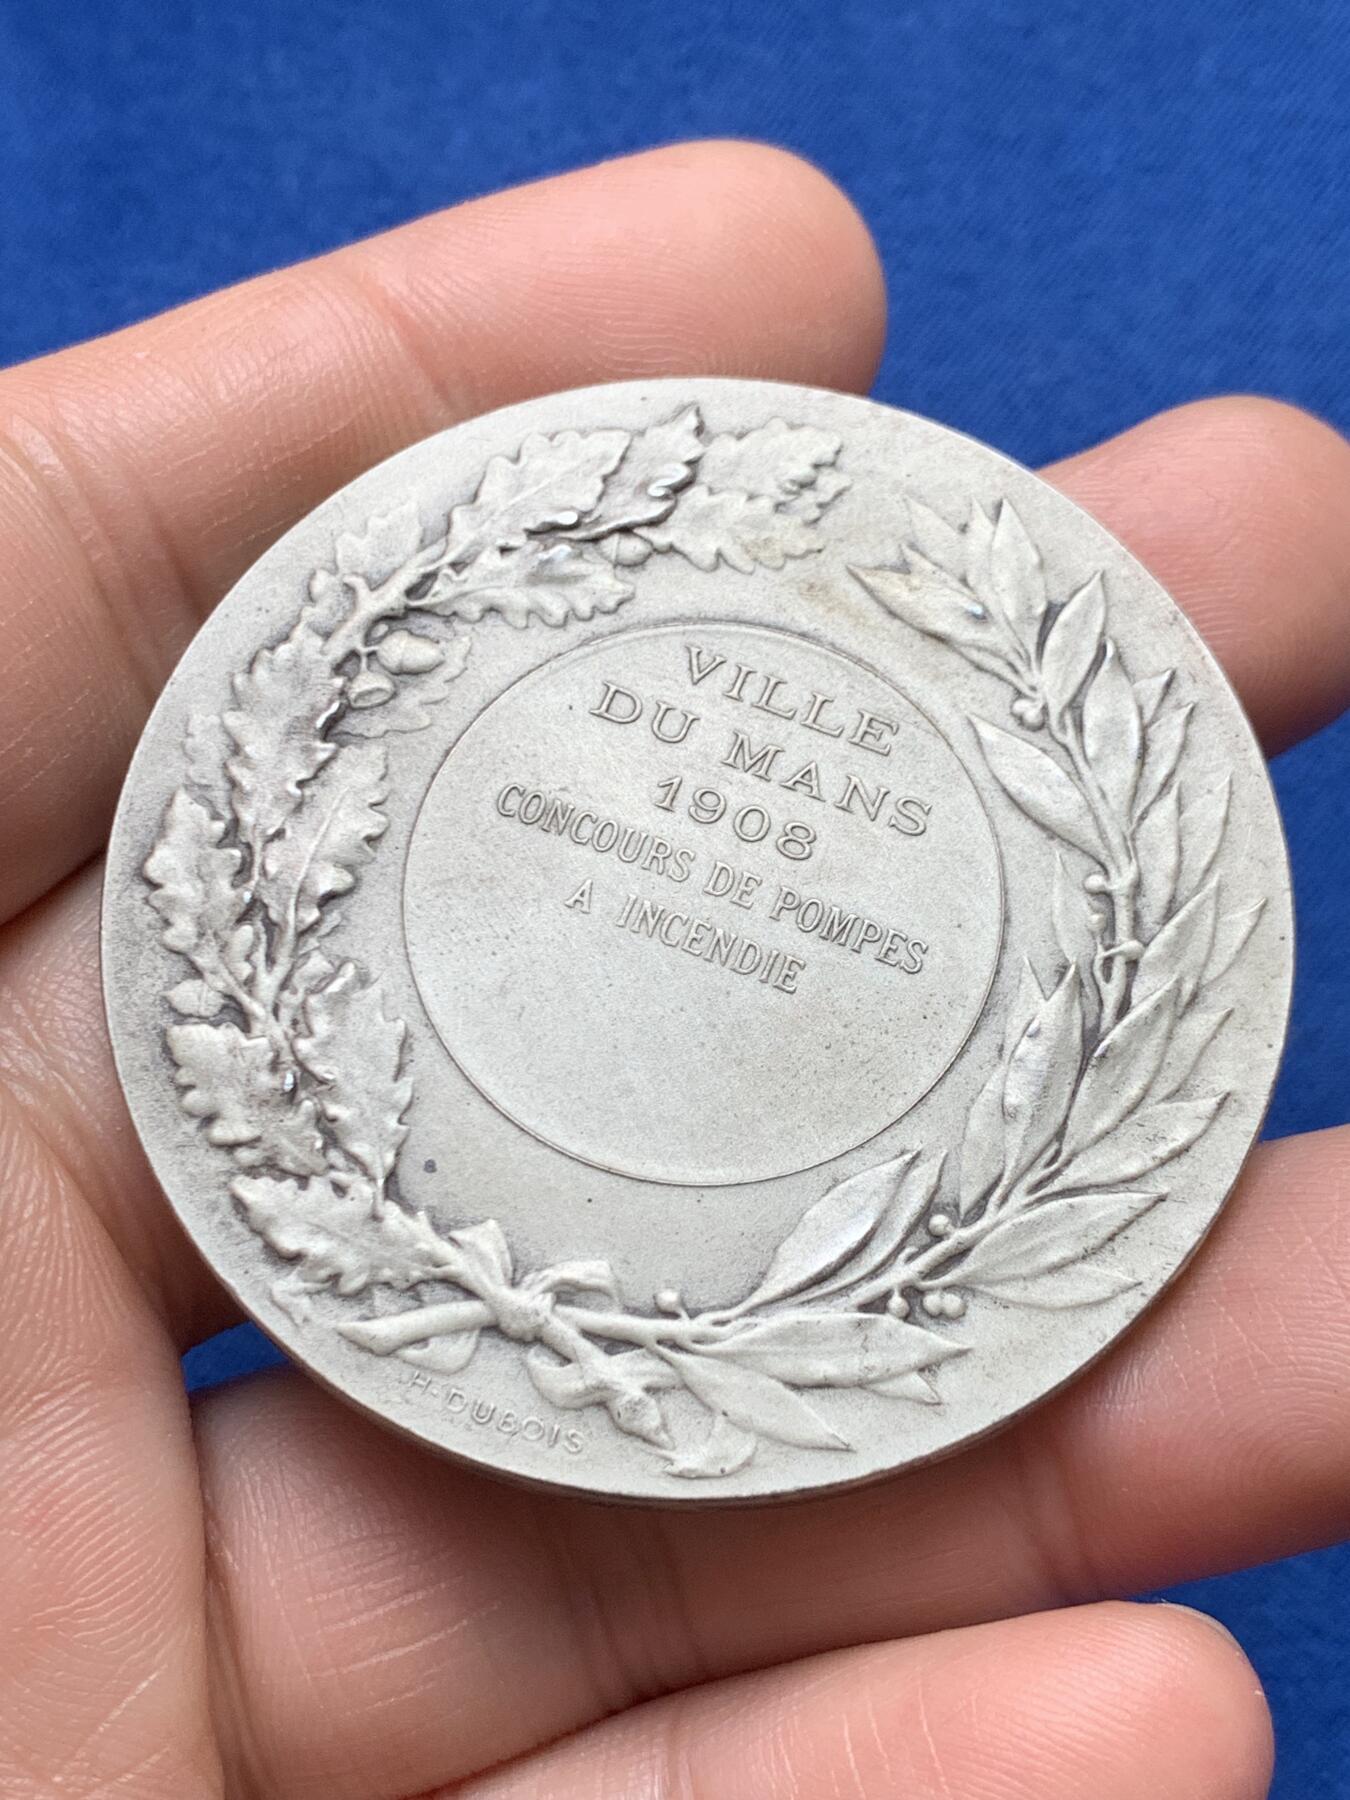 VILLE
DU MANS
1908
CONCOURS DE POMPES
A INCENDIE
H. DUBOIS